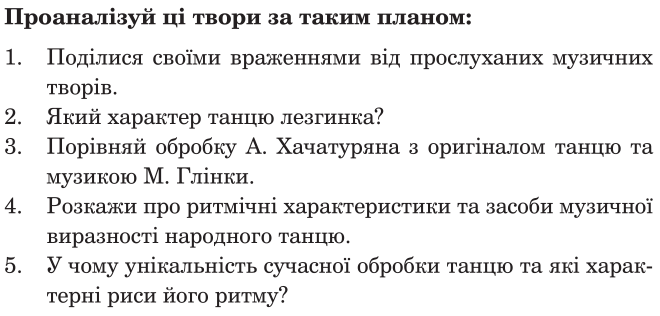 Проаналізуй ці твори за таким планом:
1. Поділися своїми враженнями від прослуханих музичних
творів.
2. Який характер танцю лезгинка?
3. Порівняй обробку А. Хачатуряна з оригіналом танцю та
музикою М. Глінки.
4. Розкажи про ритмічні характеристики та засоби музичної
виразності народного танцю.
5. У чому унікальність сучасної обробки танцю та які харак-
терні риси його ритму?